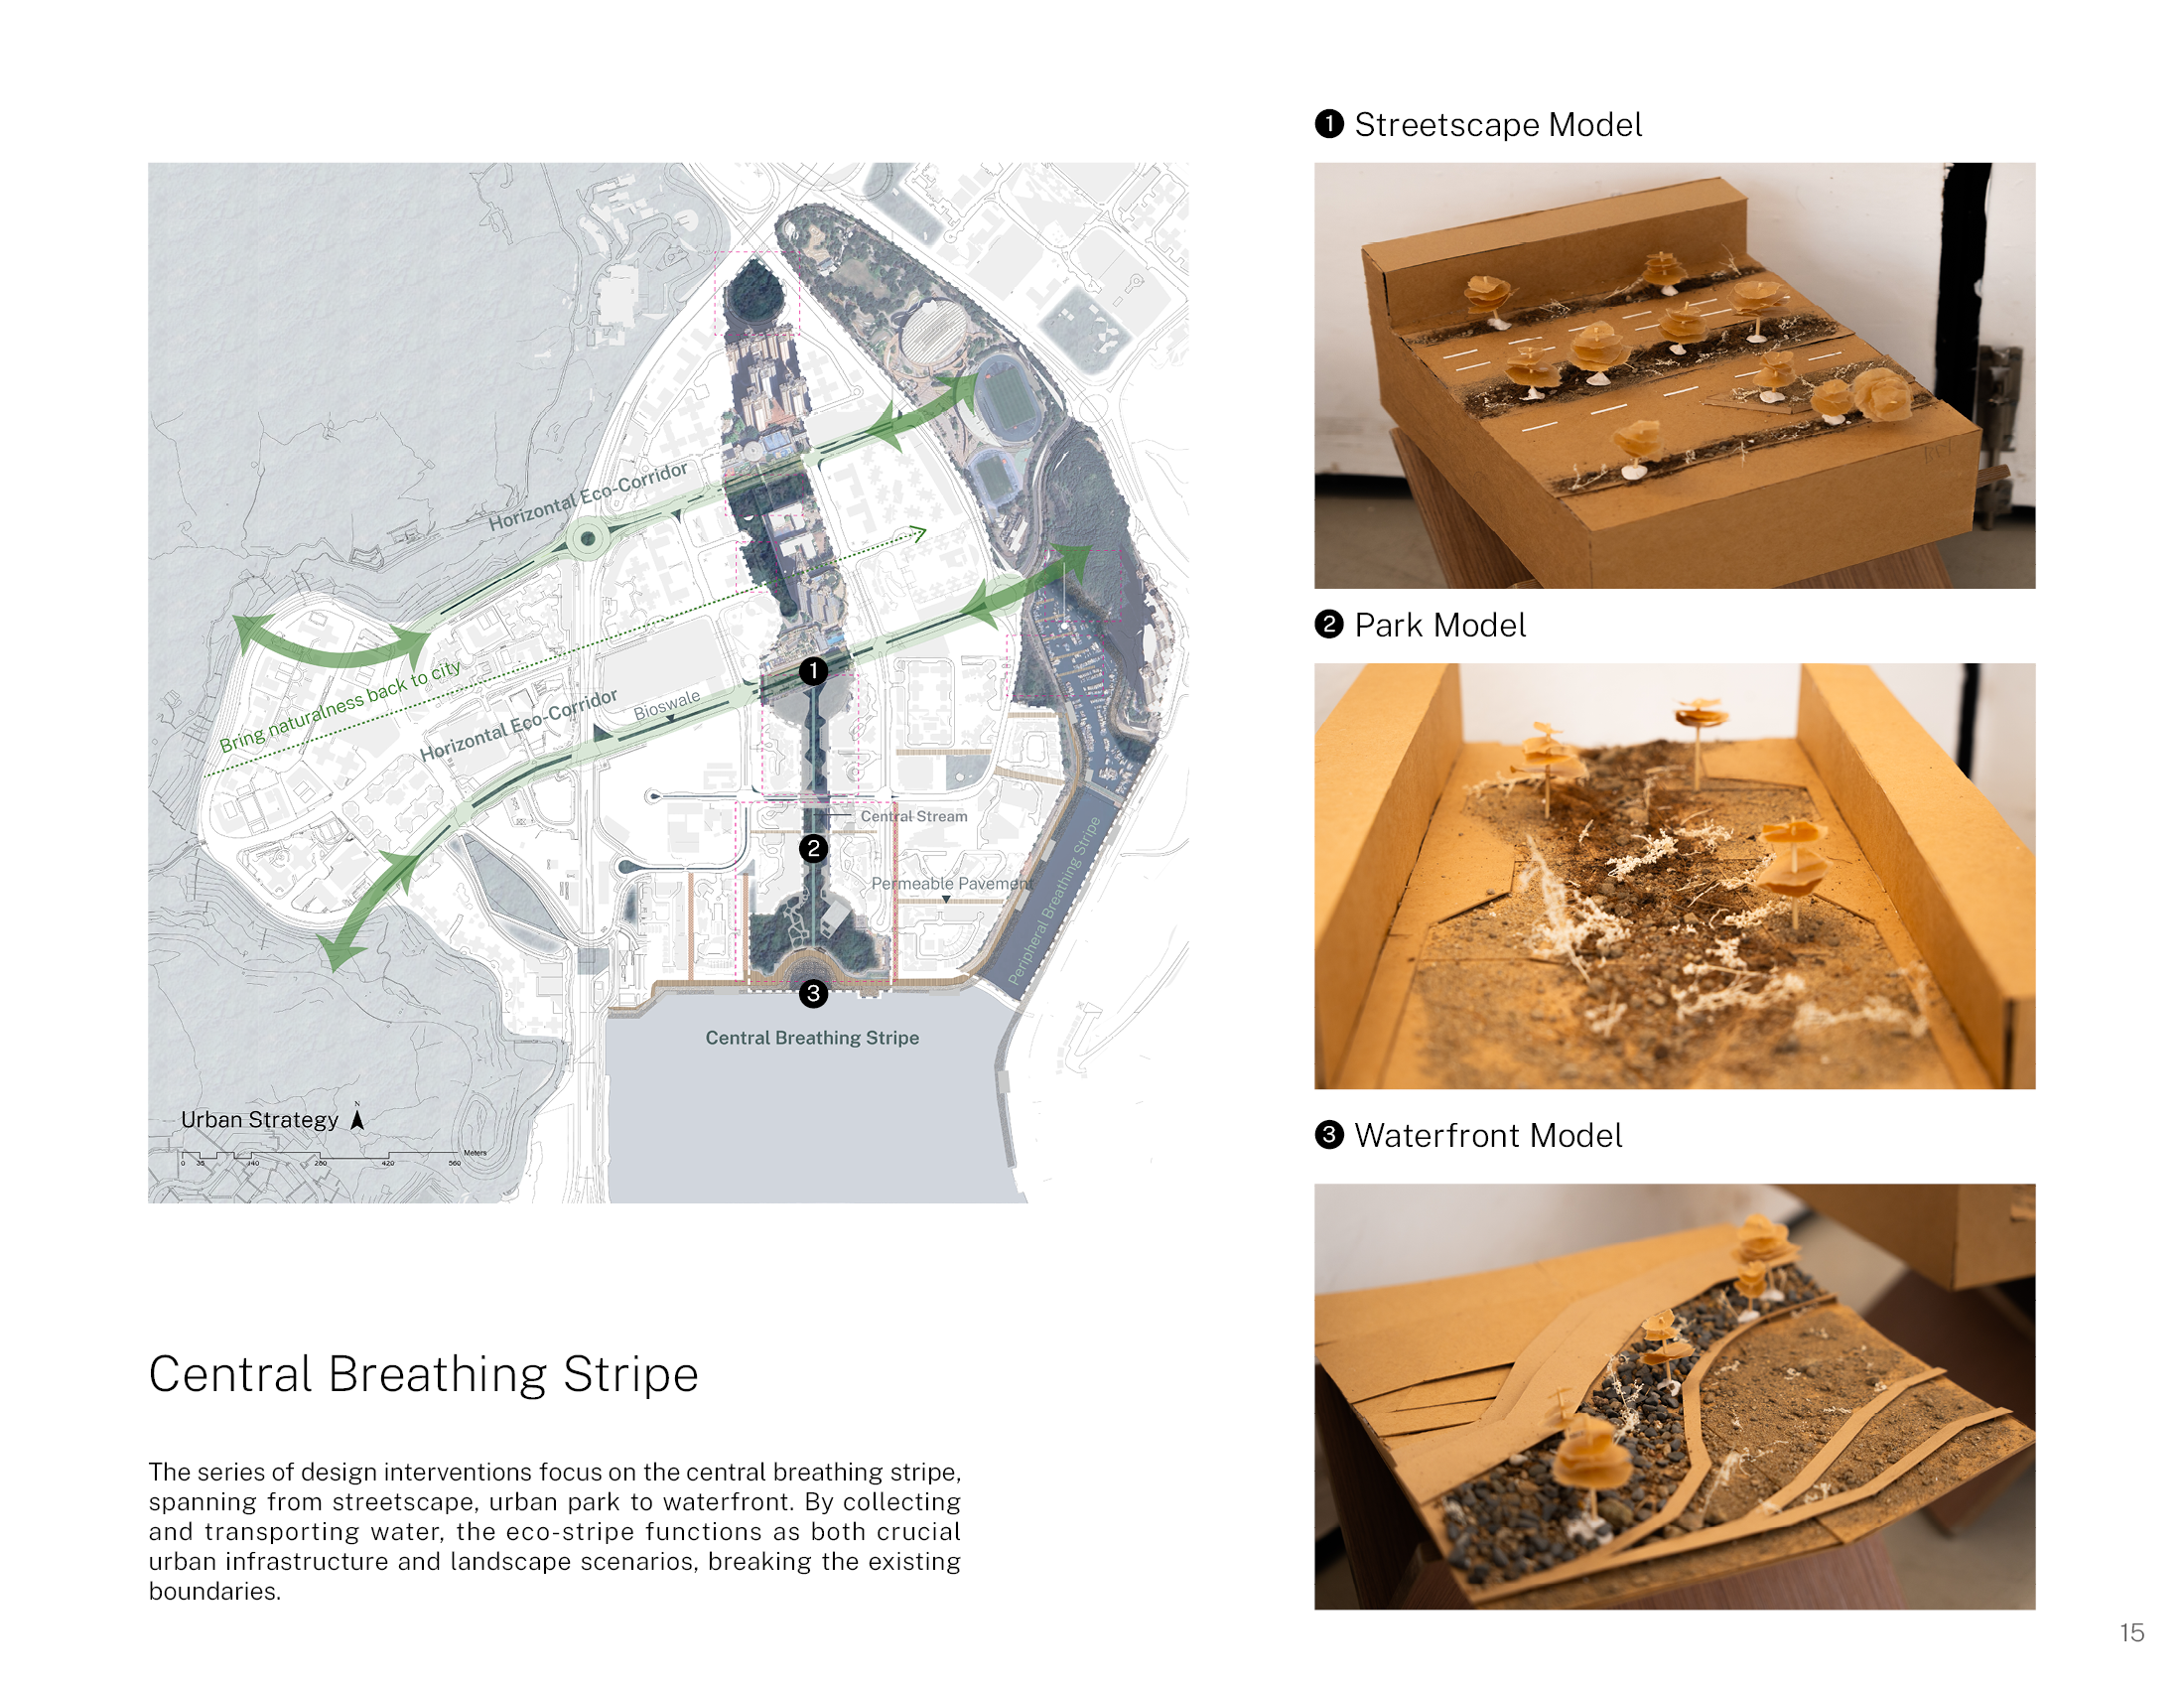 1 Streetscape Model
Horizontal Eco-Corridor
Bring naturalness back to city
Horizontal Eco-Corridor
Bioswale
1
Central Stream
2
Permeable Pavement
Peripheral Breathing Stripe
3
Central Breathing Stripe
N
Urban Strategy
Meters
0 35 140 280 420 560
2 Park Model
3 Waterfront Model
Central Breathing Stripe
The series of design interventions focus on the central breathing stripe,
spanning from streetscape, urban park to waterfront. By collecting
and transporting water, the eco-stripe functions as both crucial
urban infrastructure and landscape scenarios, breaking the existing
boundaries.
15